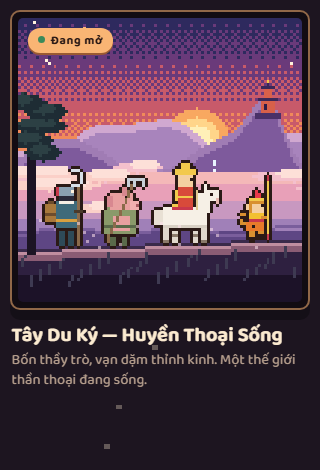 Đang mở
Tây Du Ký — Huyền Thoại Sống
Bốn thầy trò, vạn dặm thỉnh kinh. Một thế giới
thần thoại đang sống.